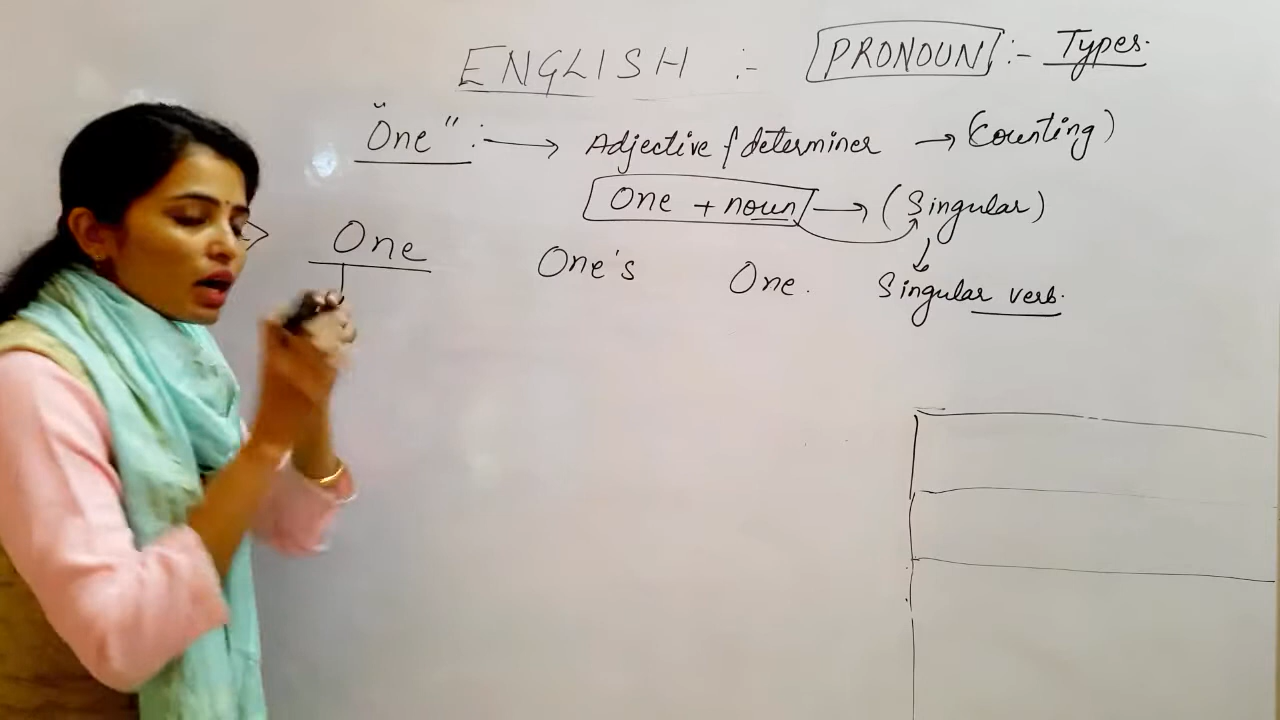 ENGLISH :- PRONOUN :- Types.
"One" : → Adjective / determiner → (Counting)
One + noun → (Singular)
One One's One. Singular verb.